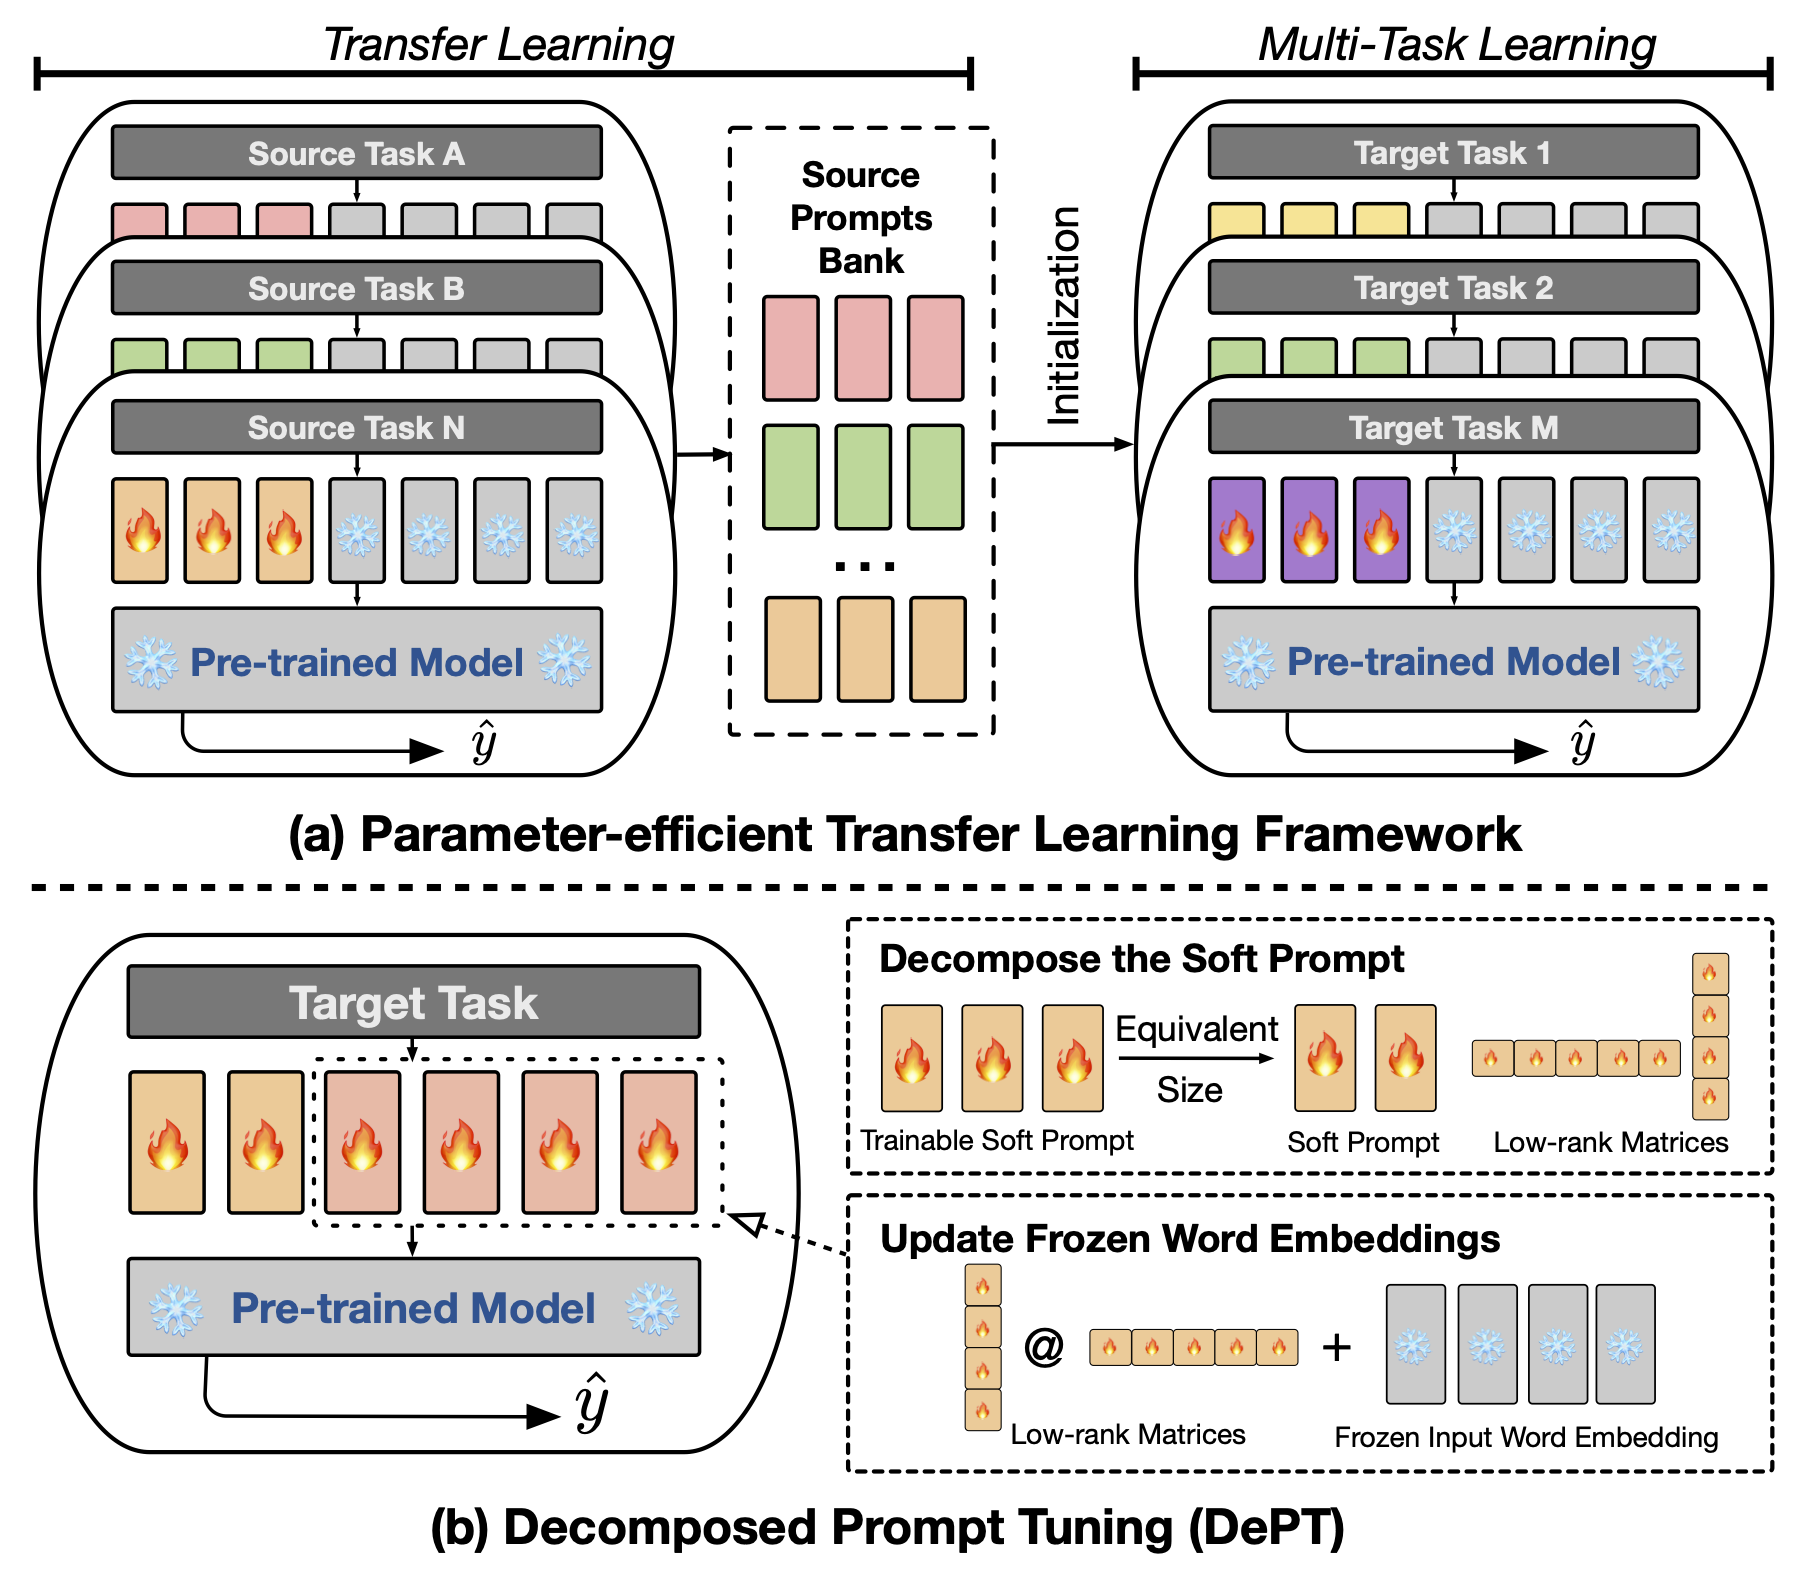 Transfer Learning
Multi-Task Learning
Source Task A
Source Task B
Source Task N
Pre-trained Model
ŷ
Source
Prompts
Bank
...
Initialization
Target Task 1
Target Task 2
Target Task M
Pre-trained Model
ŷ
(a) Parameter-efficient Transfer Learning Framework
Target Task
Pre-trained Model
ŷ
Decompose the Soft Prompt
Equivalent
Size
Trainable Soft Prompt
Soft Prompt
Low-rank Matrices
Update Frozen Word Embeddings
@
+
Low-rank Matrices
Frozen Input Word Embedding
(b) Decomposed Prompt Tuning (DePT)